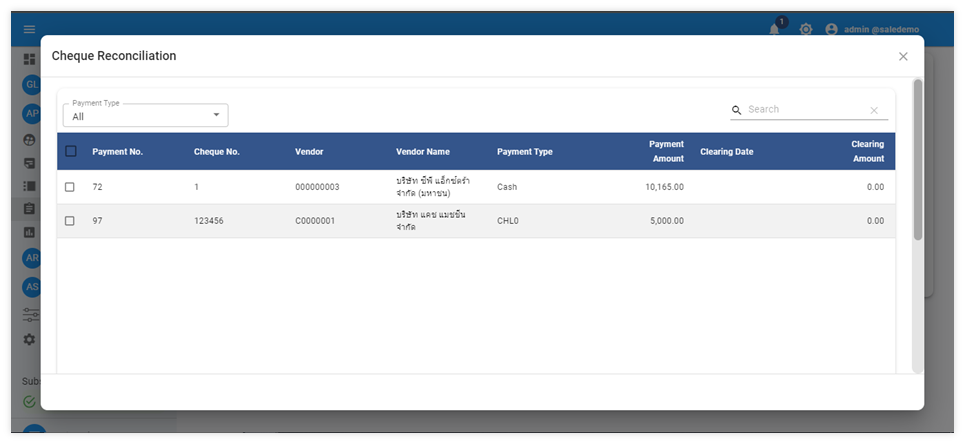 1
admin @saledemo
Cheque Reconciliation
GL
AP
Payment Type
All
Search
Payment No.
Cheque No.
Vendor
Vendor Name
Payment Type
Payment
Amount
Clearing Date
Clearing
Amount
72
1
000000003
บริษัท ซีพี แอ็กซ์ตร้า
จำกัด (มหาชน)
Cash
10,165.00
0.00
97
123456
C0000001
บริษัท แคช แมชชีน
จำกัด
CHL0
5,000.00
0.00
AR
AS
Subs